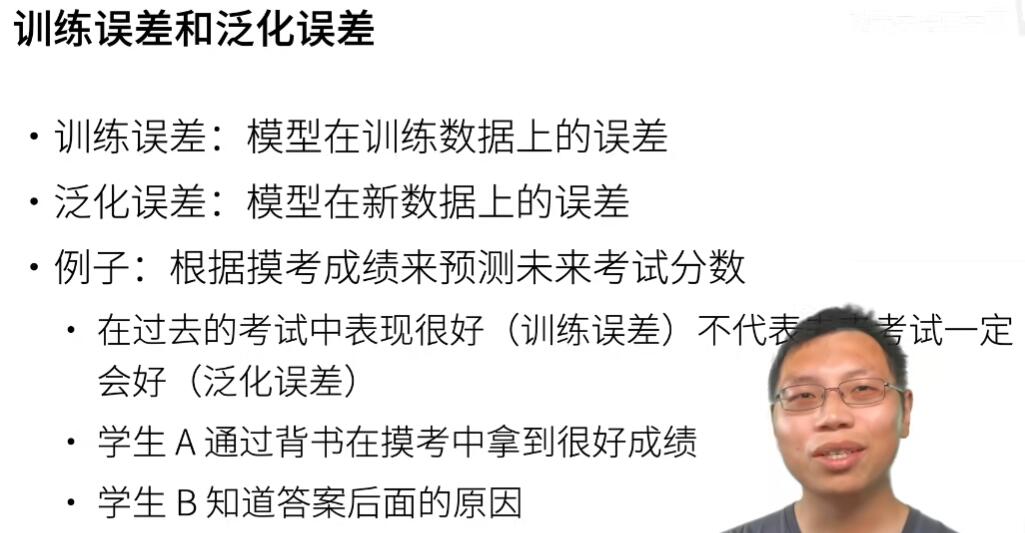 训练误差和泛化误差
• 训练误差：模型在训练数据上的误差
• 泛化误差：模型在新数据上的误差
• 例子：根据摸考成绩来预测未来考试分数
• 在过去的考试中表现很好（训练误差）不代表未来考试一定
会好（泛化误差）
• 学生 A 通过背书在摸考中拿到很好成绩
• 学生 B 知道答案后面的原因